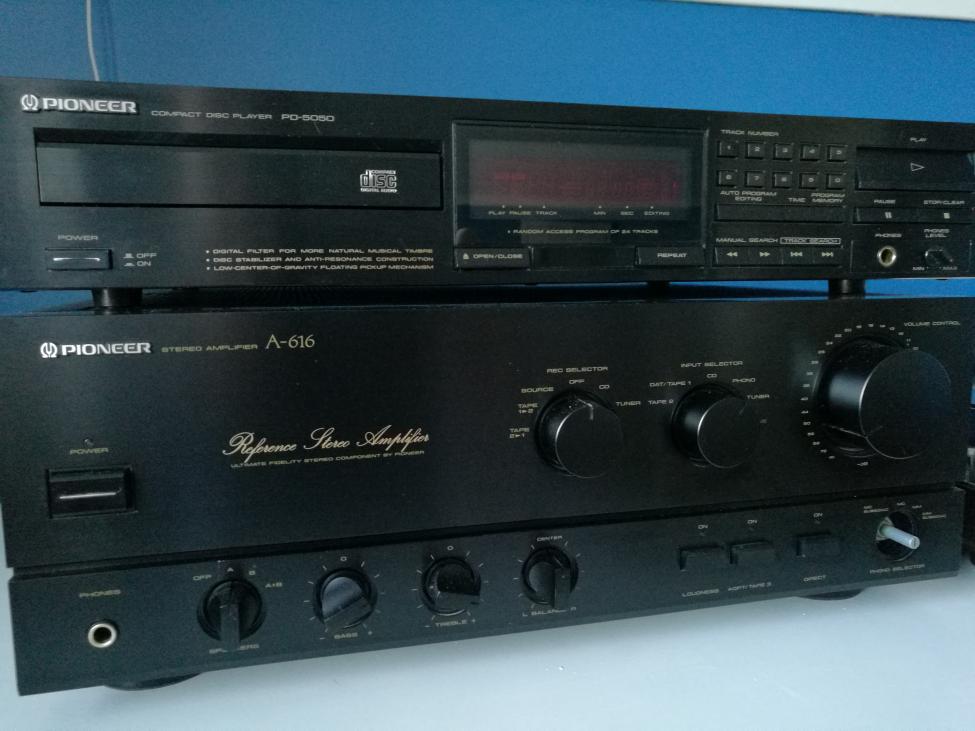 PIONEER COMPACT DISC PLAYER PD-5050
COMPACT
disc
DIGITAL AUDIO
POWER
OFF
ON
• DIGITAL FILTER FOR MORE NATURAL MUSICAL TIMBRE
• DISC STABILIZER AND ANTI-RESONANCE CONSTRUCTION
• LOW-CENTER-OF-GRAVITY FLOATING PICKUP MECHANISM
PLAY PAUSE TRACK MIN SEC EDITING
• RANDOM ACCESS PROGRAM OF 24 TRACKS
OPEN/CLOSE
REPEAT
TRACK NUMBER
1 2 3 4 5
6 7 8 9 0
AUTO PROGRAM
EDITING
TIME
PROGRAM
MEMORY
MANUAL SEARCH TRACK SEARCH
PLAY
PAUSE STOP/CLEAR
PHONES
PHONES
LEVEL
MIN MAX
PIONEER STEREO AMPLIFIER A-616
VOLUME CONTROL
REC SELECTOR
OFF
SOURCE CD
TAPE
1▸2
TUNER
TAPE
2▸1
INPUT SELECTOR
CD
DAT/TAPE 1 PHONO
TAPE 2 TUNER
POWER
Reference Stereo Amplifier
ULTIMATE FIDELITY STEREO COMPONENT BY PIONEER
PHONES
OFF A B A+B
SPEAKERS
0
- BASS +
0
- TREBLE +
CENTER
L BALANCE R
ON
LOUDNESS
ON
ADPT/TAPE 3
ON
DIRECT
MC
SUBSONIC
MC
MM
MM
SUBSONIC
PHONO SELECTOR